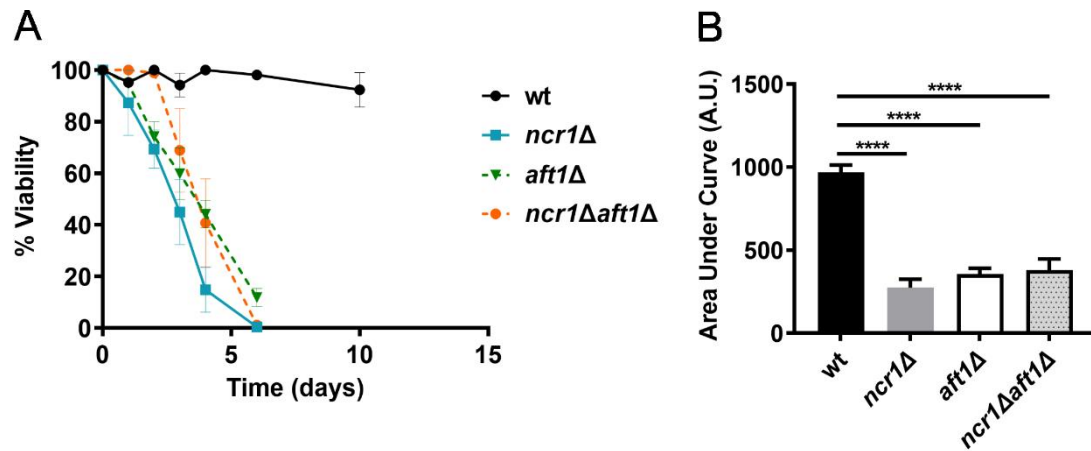 A
100
80
60
40
20
0
% Viability
0 5 10 15
Time (days)
wt
ncr1Δ
aft1Δ
ncr1Δaft1Δ
B
1500
1000
500
0
Area Under Curve (A.U.)
****
****
****
wt
ncr1Δ
aft1Δ
ncr1Δaft1Δ